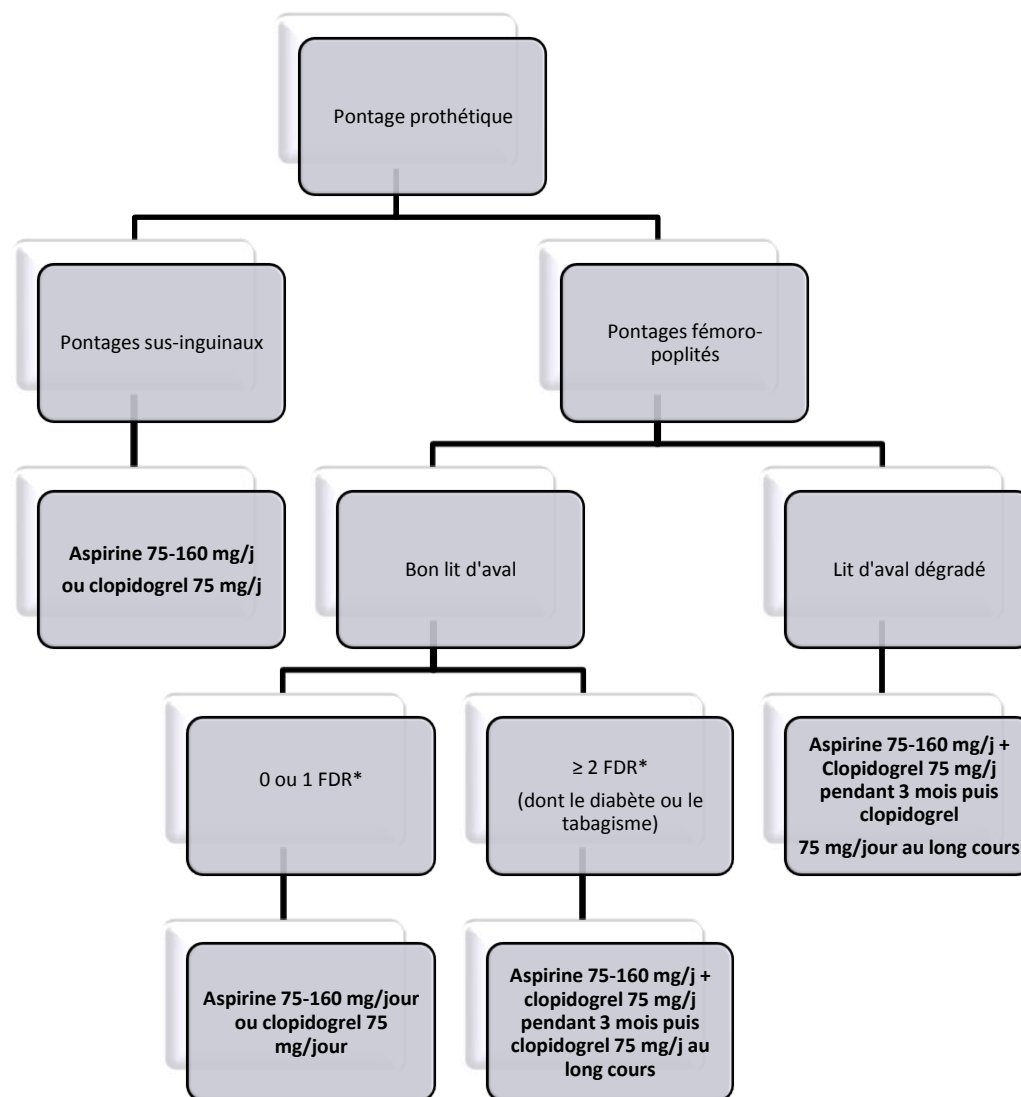 Pontage prothétique
Pontages sus-inguinaux
Pontages fémoro-
poplités
Aspirine 75-160 mg/j
ou clopidogrel 75 mg/j
Bon lit d'aval
Lit d'aval dégradé
0 ou 1 FDR*
≥ 2 FDR*
(dont le diabète ou le
tabagisme)
Aspirine 75-160 mg/j +
Clopidogrel 75 mg/j
pendant 3 mois puis
clopidogrel
75 mg/jour au long cours
Aspirine 75-160 mg/jour
ou clopidogrel 75
mg/jour
Aspirine 75-160 mg/j +
clopidogrel 75 mg/j
pendant 3 mois puis
clopidogrel 75 mg/j au
long cours